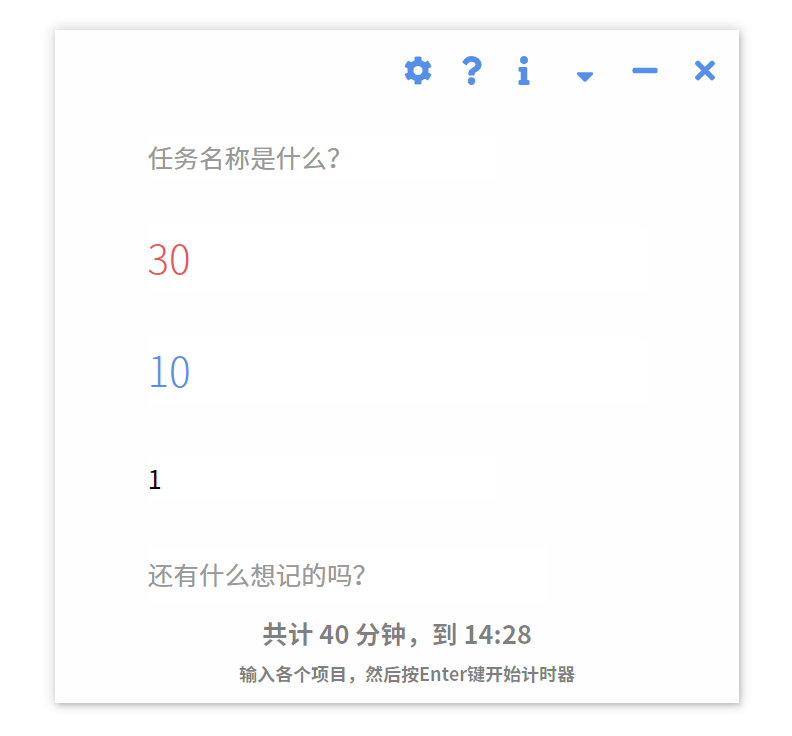 任务名称是什么?
30
10
1
还有什么想记的吗?
共计 40 分钟，到 14:28
输入各个项目，然后按Enter键开始计时器